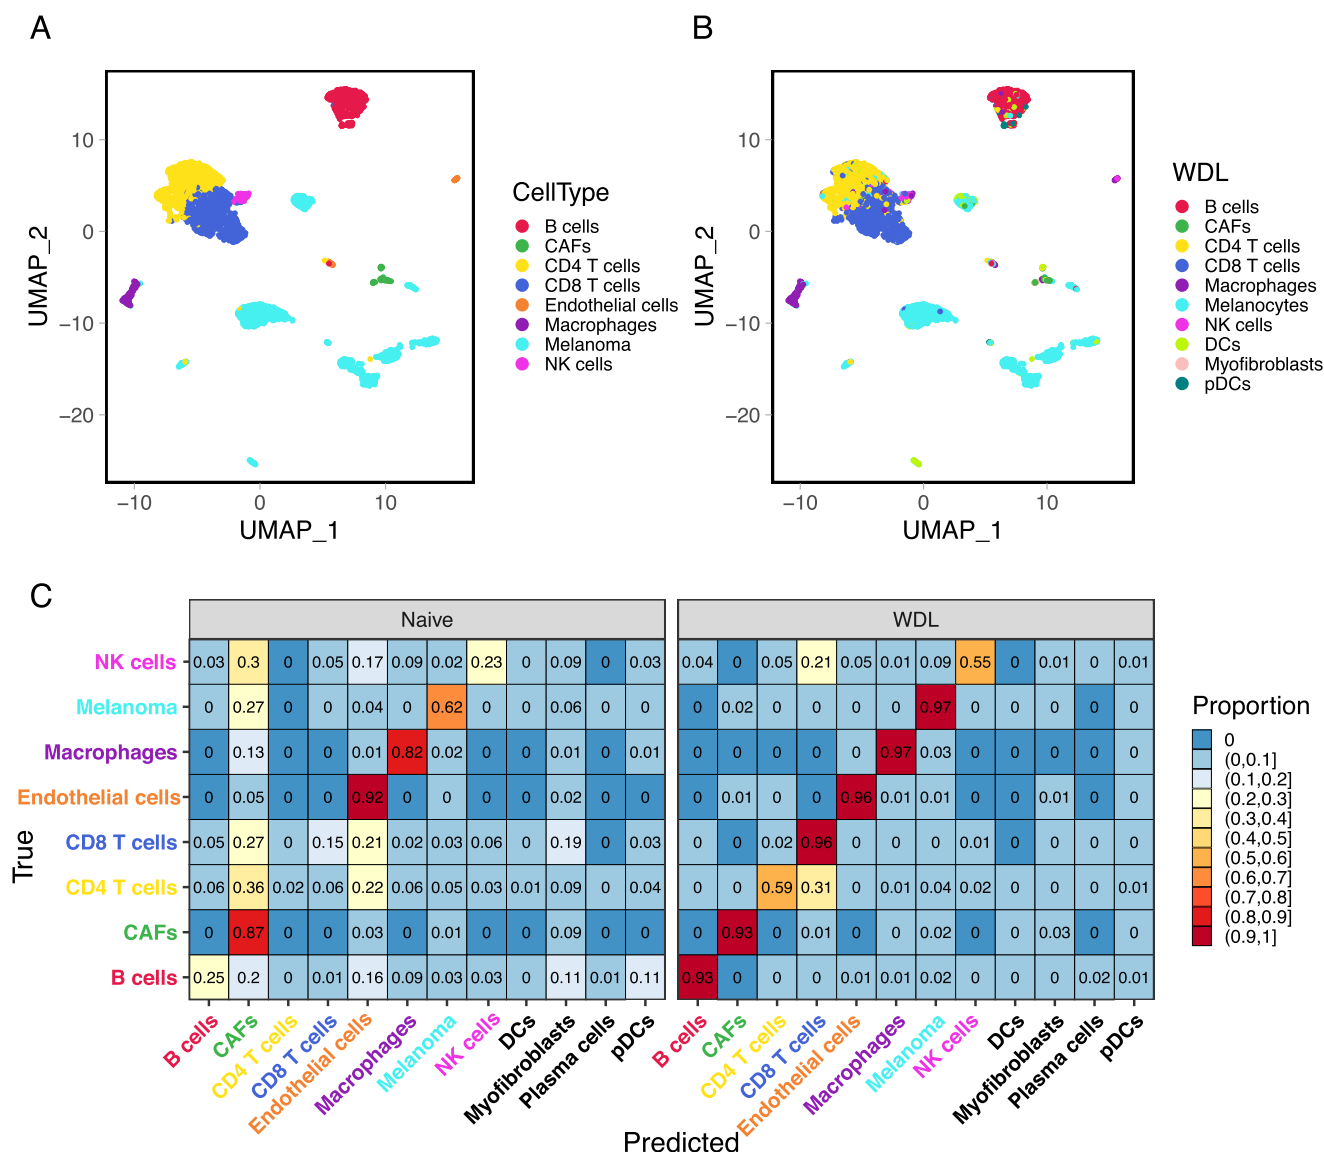 A
B
10
0
−10
−20
UMAP_2
−10 0 10
UMAP_1
CellType
B cells
CAFs
CD4 T cells
CD8 T cells
Endothelial cells
Macrophages
Melanoma
NK cells
10
0
−10
−20
UMAP_2
−10 0 10
UMAP_1
WDL
B cells
CAFs
CD4 T cells
CD8 T cells
Macrophages
Melanocytes
NK cells
DCs
Myofibroblasts
pDCs
C
Naive
WDL
NK cells 0.03 0.3 0 0.05 0.17 0.09 0.02 0.23 0 0.09 0 0.03 0.04 0 0.05 0.21 0.05 0.01 0.09 0.55 0 0.01 0 0.01
Melanoma 0 0.27 0 0 0.04 0 0.62 0 0 0.06 0 0 0 0.02 0 0 0 0 0.97 0 0 0 0 0
Macrophages 0 0.13 0 0 0.01 0.82 0.02 0 0 0.01 0 0.01 0 0 0 0 0 0.97 0.03 0 0 0 0 0
Endothelial cells 0 0.05 0 0 0.92 0 0 0 0 0.02 0 0 0 0.01 0 0 0.96 0.01 0.01 0 0 0.01 0 0
CD8 T cells 0.05 0.27 0 0.15 0.21 0.02 0.03 0.06 0 0.19 0 0.03 0 0 0.02 0.96 0 0 0 0.01 0 0 0 0
CD4 T cells 0.06 0.36 0.02 0.06 0.22 0.06 0.05 0.03 0.01 0.09 0 0.04 0 0 0.59 0.31 0 0.01 0.04 0.02 0 0 0 0.01
CAFs 0 0.87 0 0 0.03 0 0.01 0 0 0.09 0 0 0 0.93 0 0.01 0 0 0.02 0 0 0.03 0 0
B cells 0.25 0.2 0 0.01 0.16 0.09 0.03 0.03 0 0.11 0.01 0.11 0.93 0 0 0 0.01 0.01 0.02 0 0 0 0.02 0.01
True
B cells CAFs CD4 T cells CD8 T cells Endothelial cells Macrophages Melanoma NK cells DCs Myofibroblasts Plasma cells pDCs
B cells CAFs CD4 T cells CD8 T cells Endothelial cells Macrophages Melanoma NK cells DCs Myofibroblasts Plasma cells pDCs
Predicted
Proportion
0
(0,0.1]
(0.1,0.2]
(0.2,0.3]
(0.3,0.4]
(0.4,0.5]
(0.5,0.6]
(0.6,0.7]
(0.7,0.8]
(0.8,0.9]
(0.9,1]